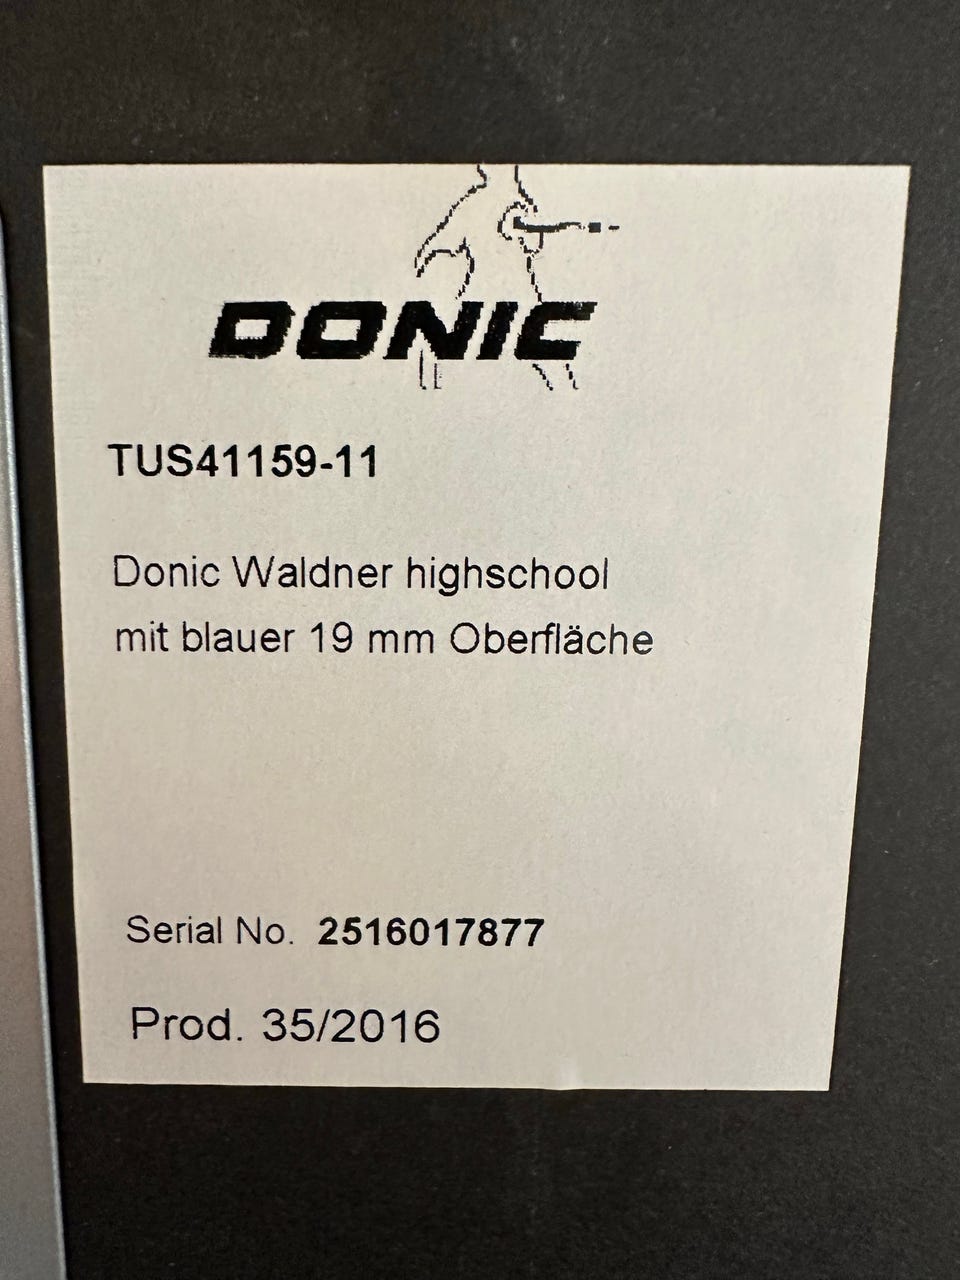 DONIC
TUS41159-11
Donic Waldner highschool
mit blauer 19 mm Oberfläche
Serial No. 2516017877
Prod. 35/2016